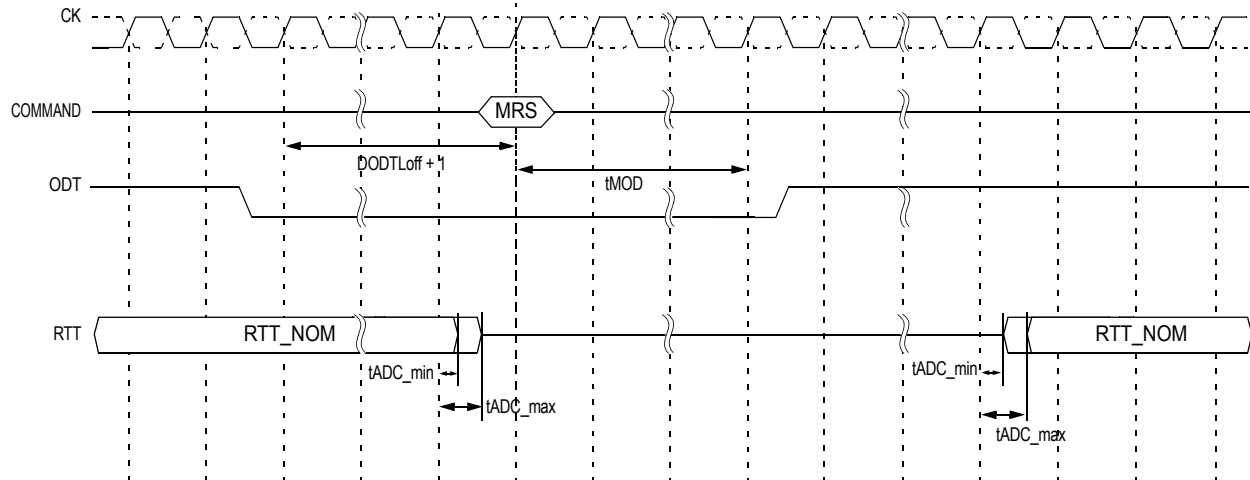 CK
COMMAND
MRS
DODTLoff + 1
tMOD
ODT
RTT
RTT_NOM
RTT_NOM
tADC_min
tADC_min
tADC_max
tADC_max